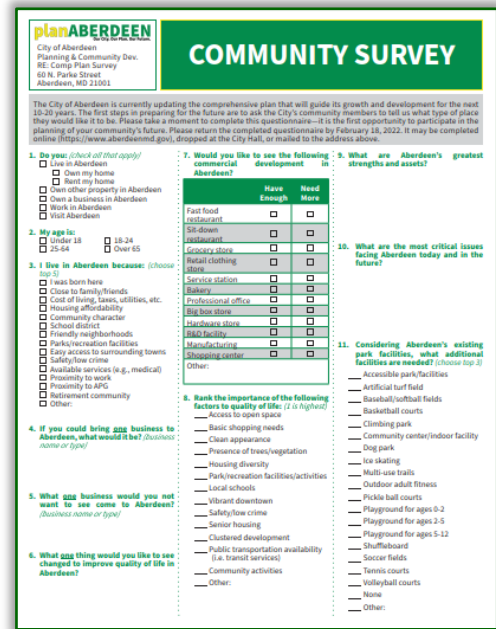 planABERDEEN
Our City. Our Plan. Our Future.
City of Aberdeen
Planning & Community Dev.
RE: Comp Plan Survey
60 N. Parke Street
Aberdeen, MD 21001
COMMUNITY SURVEY
The City of Aberdeen is currently updating the comprehensive plan that will guide its growth and development for the next
10-20 years. The first steps in preparing for the future are to ask the City's community members to tell us what type of place
they would like it to be. Please take a moment to complete this questionnaire—it is the first opportunity to participate in the
planning of your community's future. Please return the completed questionnaire by February 18, 2022. It may be completed
online (https://www.aberdeenmd.gov), dropped at the City Hall, or mailed to the address above.
1. Do you: (check all that apply)
Live in Aberdeen
Own my home
Rent my home
Own other property in Aberdeen
Own a business in Aberdeen
Work in Aberdeen
Visit Aberdeen
2. My age is:
Under 18 18-24
25-64 Over 65
3. I live in Aberdeen because: (choose
top 5)
I was born here
Close to family/friends
Cost of living, taxes, utilities, etc.
Housing affordability
Community character
School district
Friendly neighborhoods
Parks/recreation facilities
Easy access to surrounding towns
Safety/low crime
Available services (e.g., medical)
Proximity to work
Proximity to APG
Retirement community
Other:
4. If you could bring one business to
Aberdeen, what would it be? (business
name or type)
5. What one business would you not
want to see come to Aberdeen?
(business name or type)
6. What one thing would you like to see
changed to improve quality of life in
Aberdeen?
7. Would you like to see the following
commercial development in
Aberdeen?
Have Need
Enough More
Fast food
restaurant
Sit-down
restaurant
Grocery store
Retail clothing
store
Service station
Bakery
Professional office
Big box store
Hardware store
R&D facility
Manufacturing
Shopping center
Other:
8. Rank the importance of the following
factors to quality of life: (1 is highest)
Access to open space
Basic shopping needs
Clean appearance
Presence of trees/vegetation
Housing diversity
Park/recreation facilities/activities
Local schools
Vibrant downtown
Safety/low crime
Senior housing
Clustered development
Public transportation availability
(i.e. transit services)
Community activities
Other:
9. What are Aberdeen's greatest
strengths and assets?
10. What are the most critical issues
facing Aberdeen today and in the
future?
11. Considering Aberdeen's existing
park facilities, what additional
facilities are needed? (choose top 3)
Accessible park/facilities
Artificial turf field
Baseball/softball fields
Basketball courts
Climbing park
Community center/indoor facility
Dog park
Ice skating
Multi-use trails
Outdoor adult fitness
Pickle ball courts
Playground for ages 0-2
Playground for ages 2-5
Playground for ages 5-12
Shuffleboard
Soccer fields
Tennis courts
Volleyball courts
None
Other: